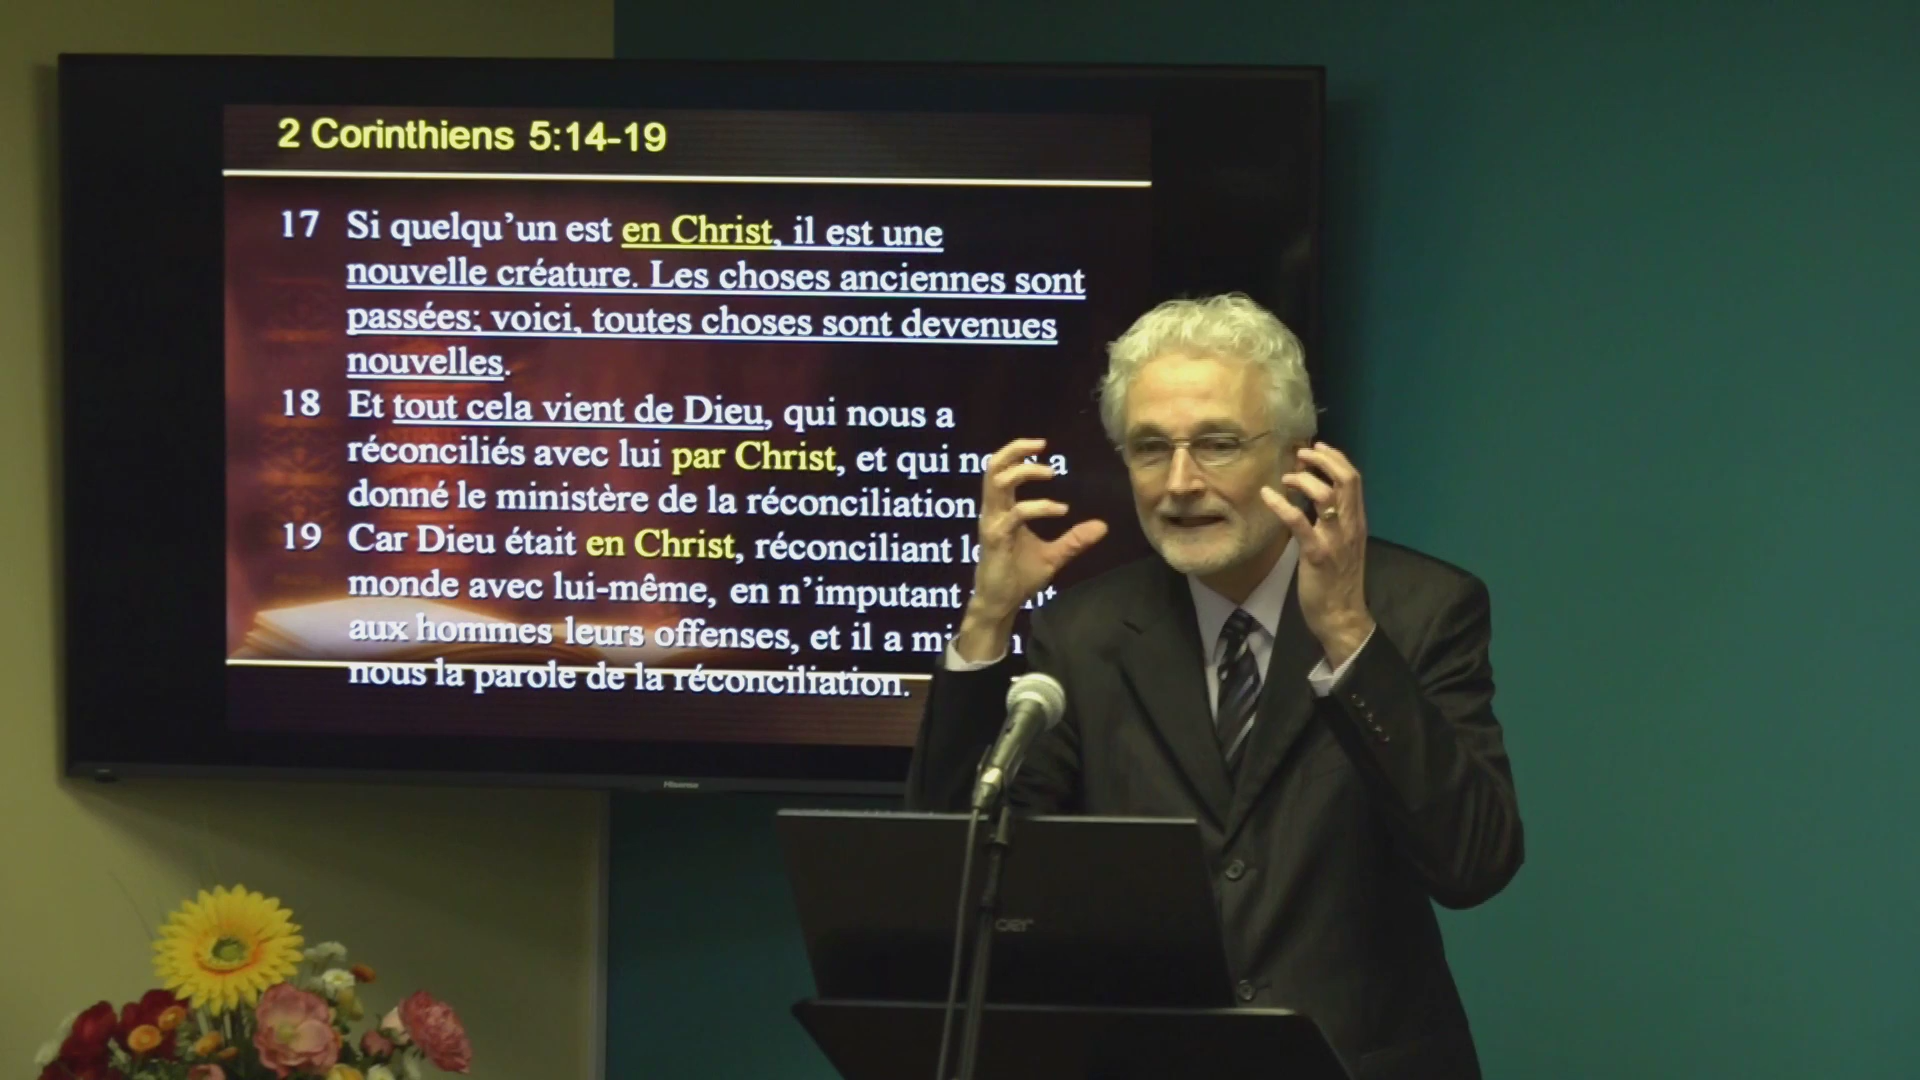 2 Corinthiens 5:14-19
17 Si quelqu’un est en Christ, il est une
nouvelle créature. Les choses anciennes sont
passées; voici, toutes choses sont devenues
nouvelles.
18 Et tout cela vient de Dieu, qui nous a
réconciliés avec lui par Christ, et qui a
donné le ministère de la réconciliation.
19 Car Dieu était en Christ, réconciliant
monde avec lui-même, en n’imputant
aux hommes leurs offenses, et il a
nous la parole de la réconciliation.
Hisense